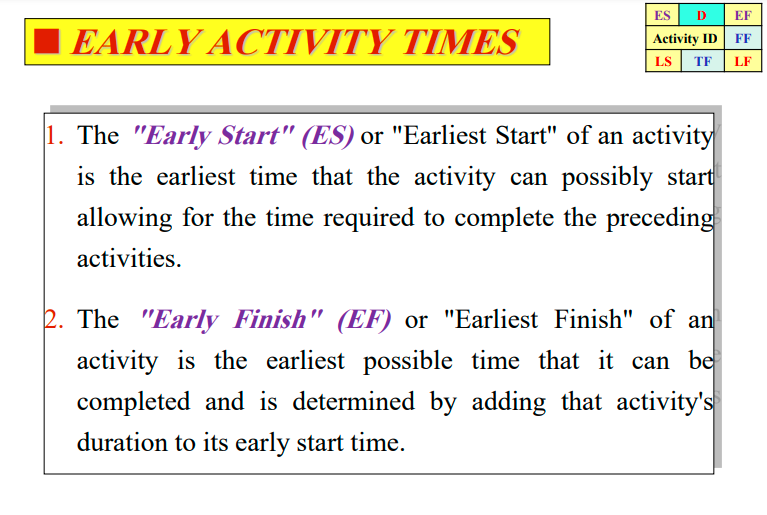 EARLY ACTIVITY TIMES
ES D EF
Activity ID FF
LS TF LF
1. The "Early Start" (ES) or "Earliest Start" of an activity
is the earliest time that the activity can possibly start
allowing for the time required to complete the preceding
activities.
2. The "Early Finish" (EF) or "Earliest Finish" of an
activity is the earliest possible time that it can be
completed and is determined by adding that activity's
duration to its early start time.